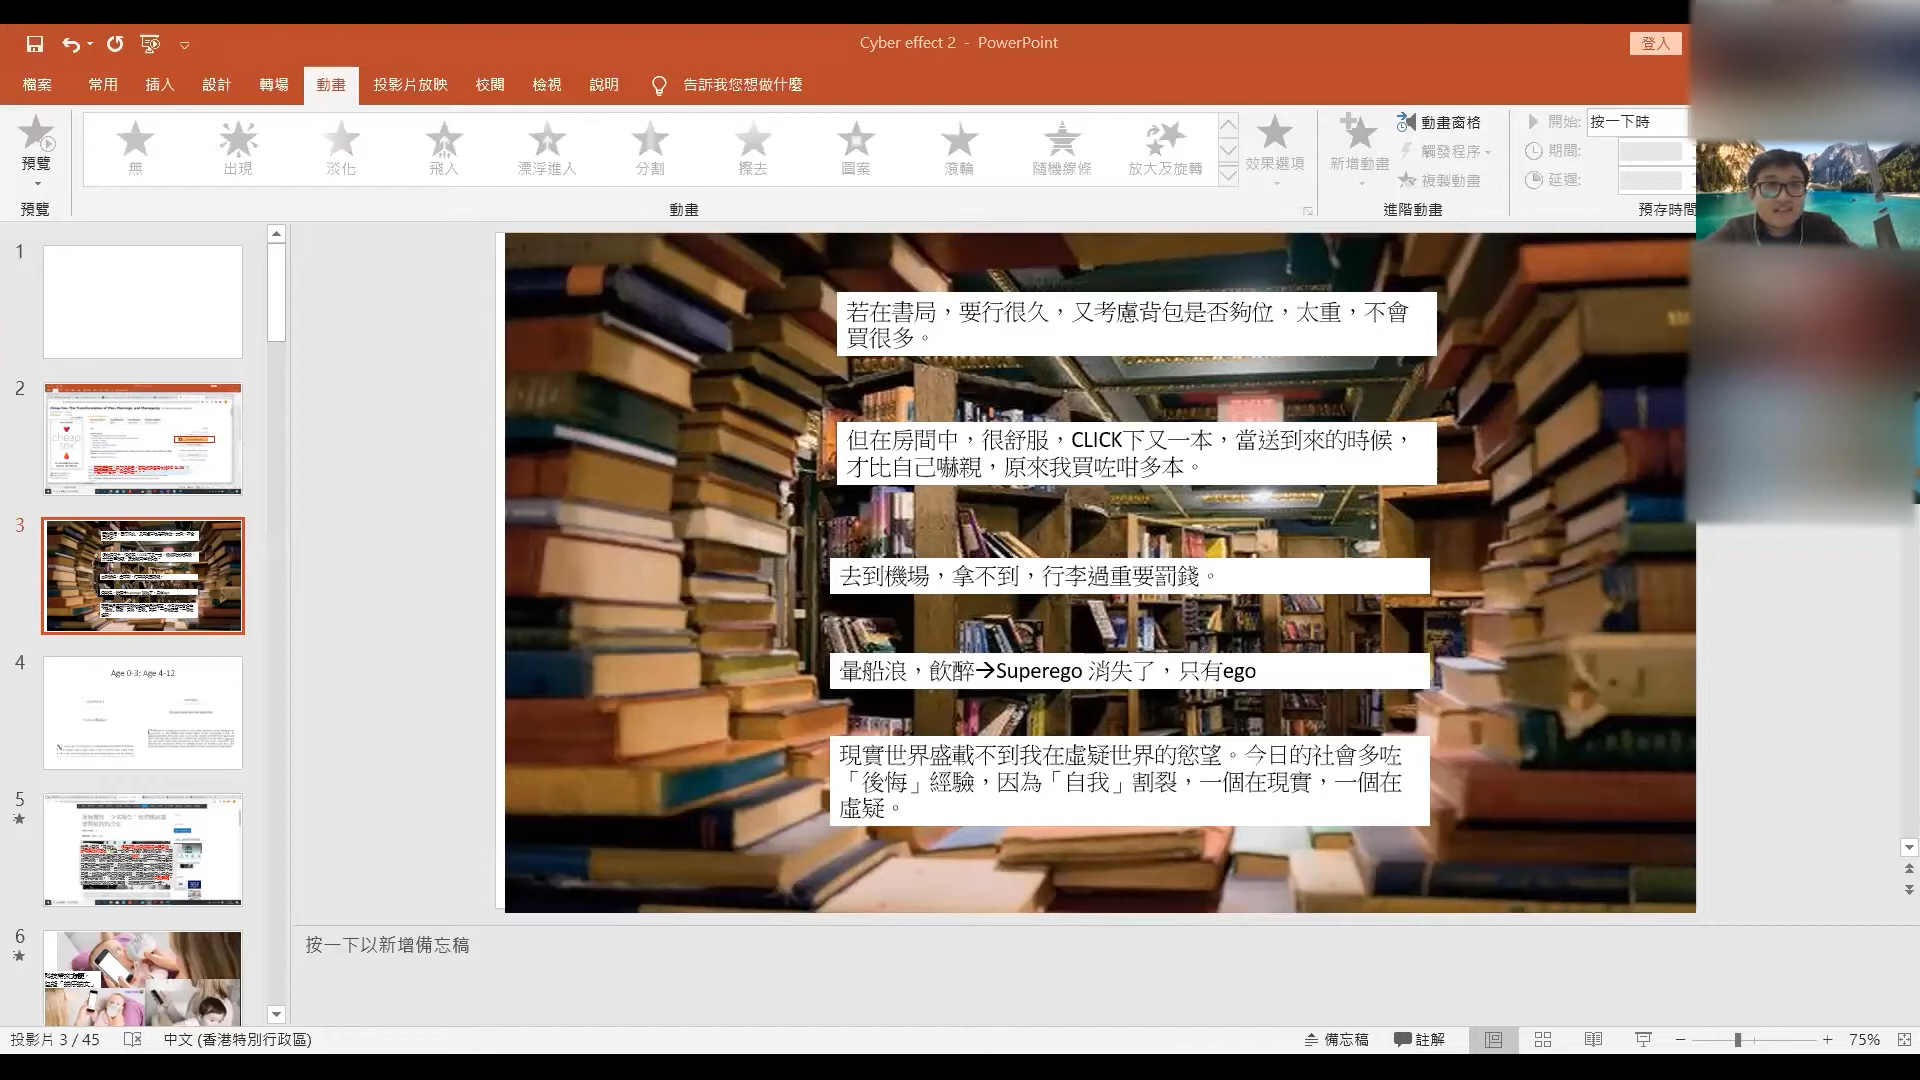 Cyber effect 2 - PowerPoint
登入
檔案 常用 插入 設計 轉場 動畫 投影片放映 校閱 檢視 說明 告訴我您想做什麼
預覽
預覽
無 出現 淡化 飛入 漂浮進入 分割 擦去 圖案 滾輪 隨機線條 放大及旋轉
動畫
效果選項
新增動畫
動畫窗格
觸發程序
複製動畫
進階動畫
開始: 按一下時
期間:
延遲:
預存時間
1
2
3
4
Age 0-3; Age 4-12
5
6
若在書局，要行很久，又考慮背包是否夠位，太重，不會
買很多。
但在房間中，很舒服，CLICK下又一本，當送到來的時候，
才比自己嚇親，原來我買咗咁多本。
去到機場，拿不到，行李過重要罰錢。
暈船浪，飲醉→Superego 消失了，只有ego
現實世界盛載不到我在虛疑世界的慾望。今日的社會多咗
「後悔」經驗，因為「自我」割裂，一個在現實，一個在
虛疑。
按一下以新增備忘稿
投影片 3 / 45 中文 (香港特別行政區) 備忘稿 註解 75%